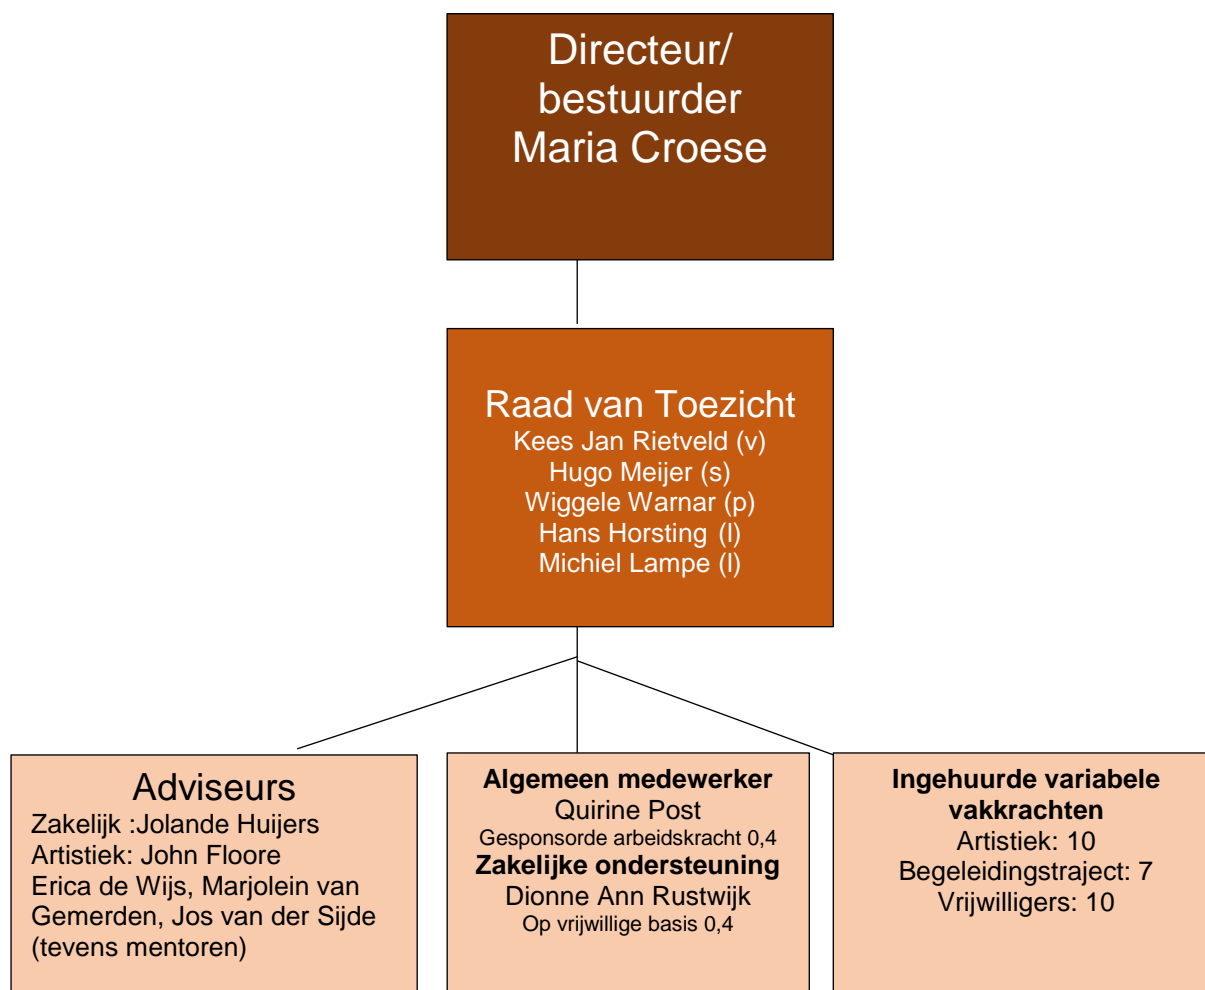 Directeur/
bestuurder
Maria Croese
Raad van Toezicht
Kees Jan Rietveld (v)
Hugo Meijer (s)
Wiggele Warnar (p)
Hans Horsting (l)
Michiel Lampe (l)
Adviseurs
Zakelijk :Jolande Huijers
Artistiek: John Floore
Erica de Wijs, Marjolein van
Gemerden, Jos van der Sijde
(tevens mentoren)
Algemeen medewerker
Quirine Post
Gesponsorde arbeidskracht 0,4
Zakelijke ondersteuning
Dionne Ann Rustwijk
Op vrijwillige basis 0,4
Ingehuurde variabele
vakkrachten
Artistiek: 10
Begeleidingstraject: 7
Vrijwilligers: 10